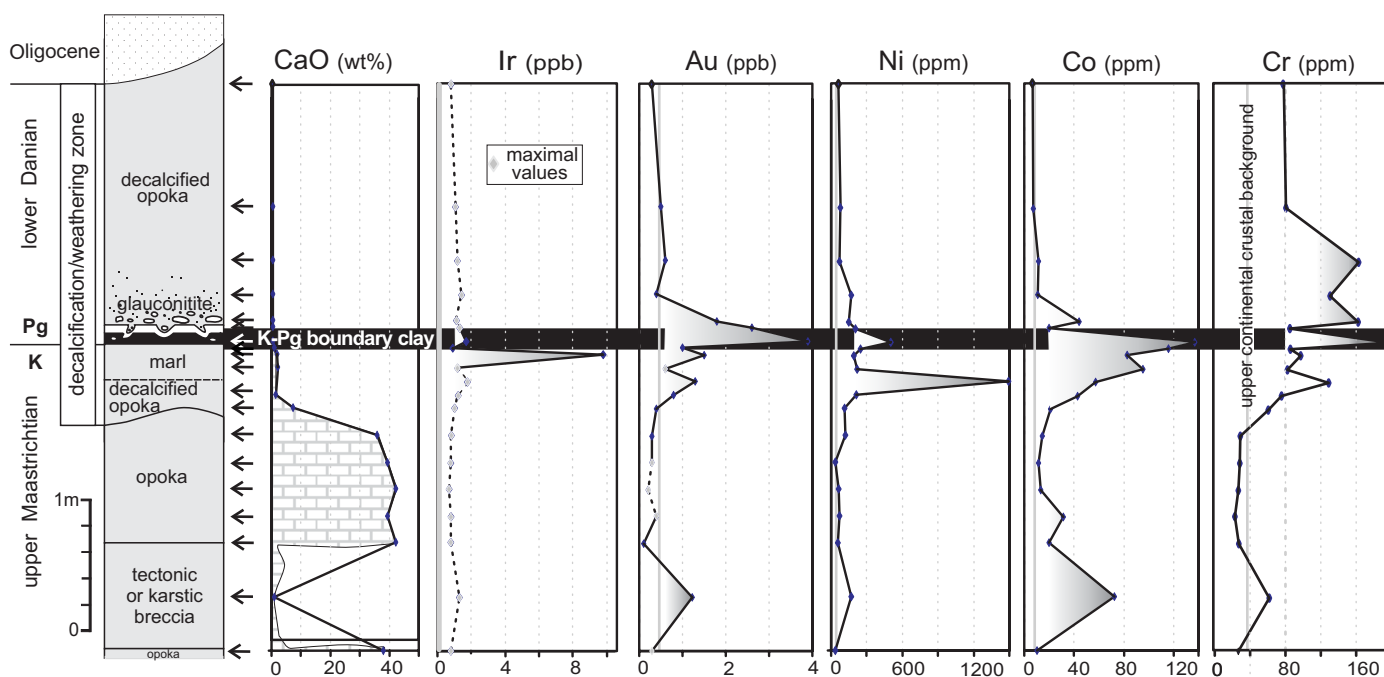 Oligocene
CaO (wt%)
Ir (ppb)
Au (ppb)
Ni (ppm)
Co (ppm)
Cr (ppm)
lower Danian
decalcification/weathering zone
decalcified
opoka
maximal
values
upper continental crustal background
glauconitite
Pg
K-Pg boundary clay
K
marl
decalcified
opoka
upper Maastrichtian
opoka
1m
tectonic
or karstic
breccia
0
opoka
0 20 40
0 4 8
0 2 4
0 600 1200
0 40 80 120
0 80 160